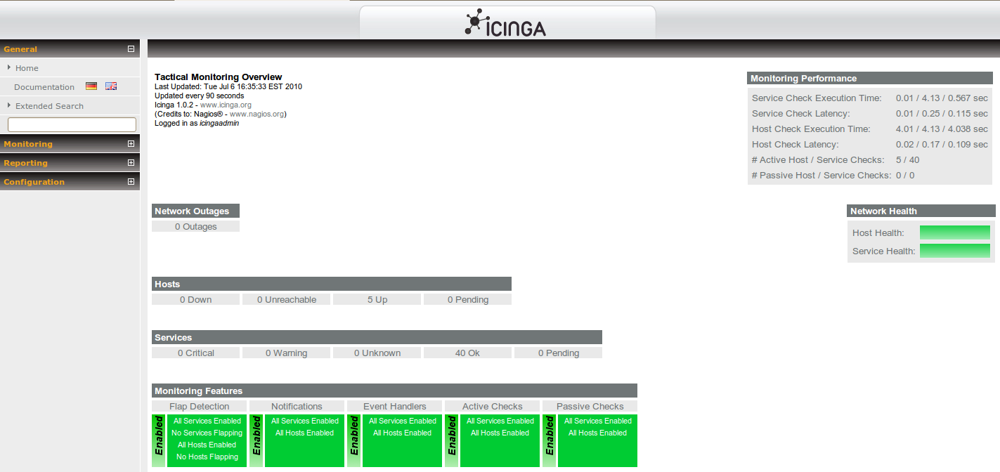 ICINGA
General
Home
Documentation
Extended Search
Monitoring
Reporting
Configuration
Tactical Monitoring Overview
Last Updated: Tue Jul 6 16:35:33 EST 2010
Updated every 90 seconds
Icinga 1.0.2 - www.icinga.org
(Credits to: Nagios® - www.nagios.org)
Logged in as icingaadmin
Monitoring Performance
Service Check Execution Time: 0.01 / 4.13 / 0.567 sec
Service Check Latency: 0.01 / 0.25 / 0.115 sec
Host Check Execution Time: 4.01 / 4.13 / 4.038 sec
Host Check Latency: 0.02 / 0.17 / 0.109 sec
# Active Host / Service Checks: 5 / 40
# Passive Host / Service Checks: 0 / 0
Network Outages
0 Outages
Network Health
Host Health:
Service Health:
Hosts
0 Down 0 Unreachable 5 Up 0 Pending
Services
0 Critical 0 Warning 0 Unknown 40 Ok 0 Pending
Monitoring Features
Flap Detection Notifications Event Handlers Active Checks Passive Checks
Enabled
All Services Enabled
No Services Flapping
All Hosts Enabled
No Hosts Flapping
Enabled
All Services Enabled
All Hosts Enabled
Enabled
All Services Enabled
All Hosts Enabled
Enabled
All Services Enabled
All Hosts Enabled
Enabled
All Services Enabled
All Hosts Enabled